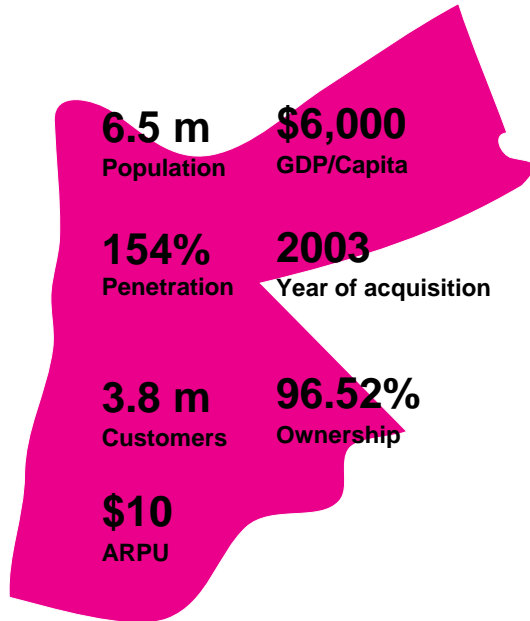 6.5 m
Population
$6,000
GDP/Capita
154%
Penetration
2003
Year of acquisition
3.8 m
Customers
96.52%
Ownership
$10
ARPU